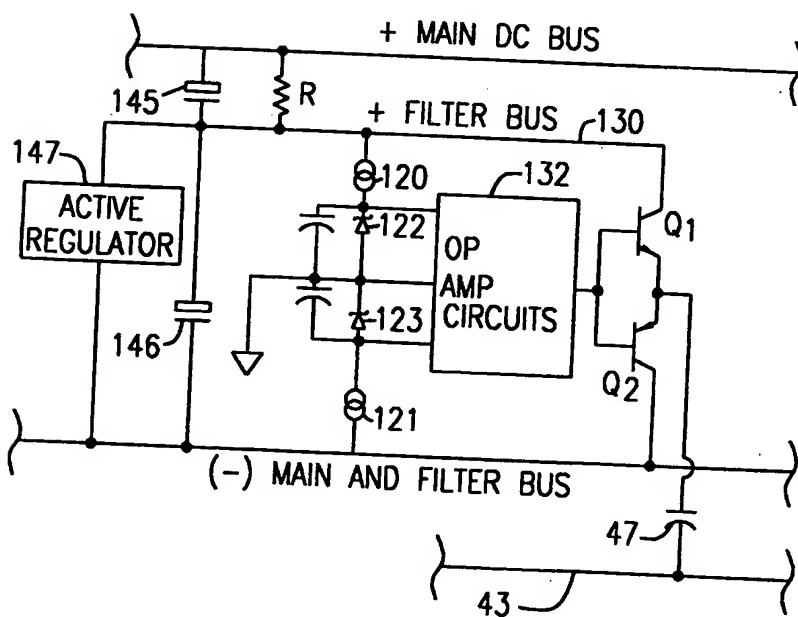 + MAIN DC BUS
145
R
+ FILTER BUS
130
147
120
132
ACTIVE
REGULATOR
122
Q1
OP
AMP
CIRCUITS
123
146
Q2
121
(-) MAIN AND FILTER BUS
47
43